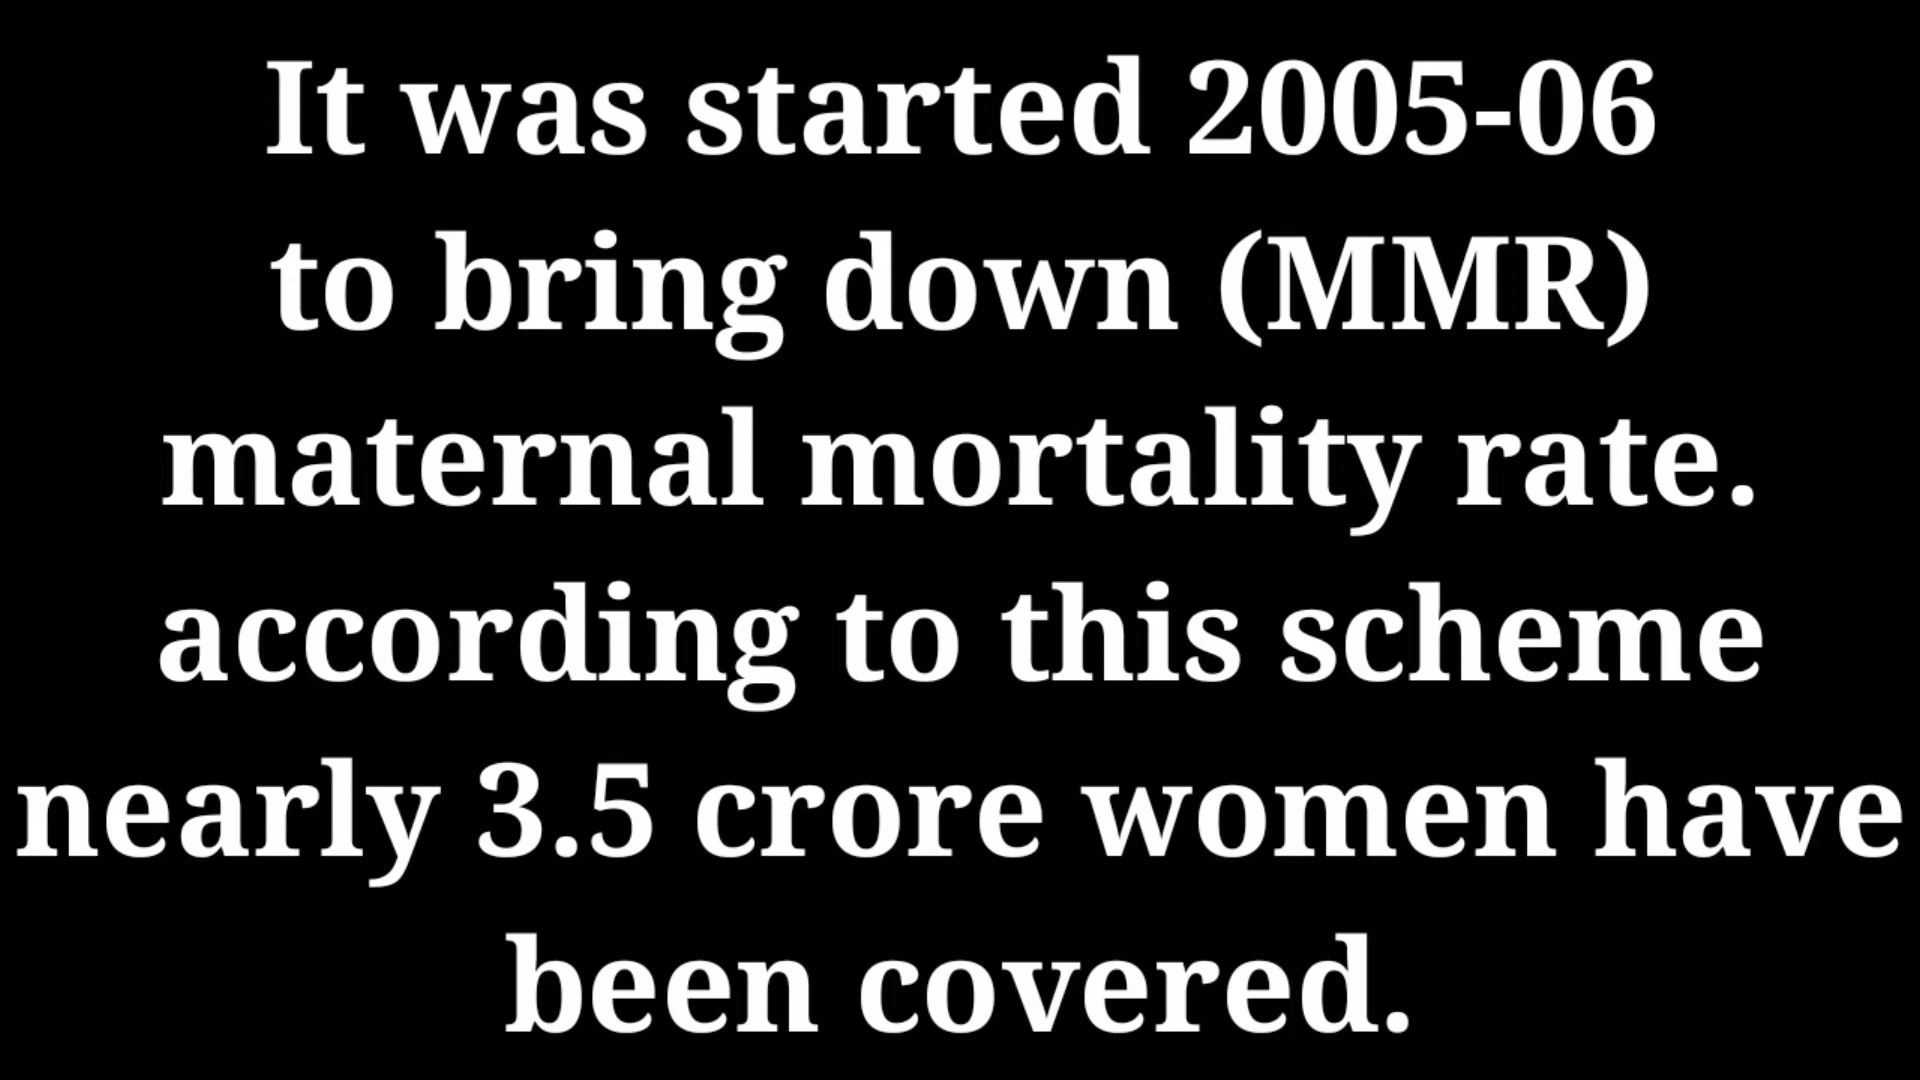 It was started 2005-06
to bring down (MMR)
maternal mortality rate.
according to this scheme
nearly 3.5 crore women have
been covered.